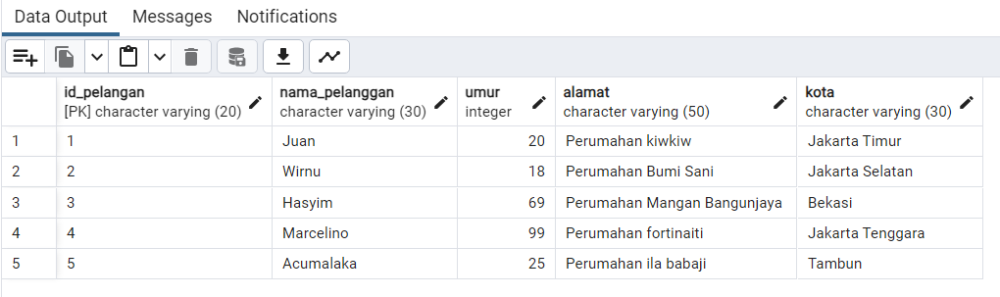 Data Output Messages Notifications
id_pelangan nama_pelanggan umur alamat kota
[PK] character varying (20) character varying (30) integer character varying (50) character varying (30)
1 1 Juan 20 Perumahan kiwkiw Jakarta Timur
2 2 Wirnu 18 Perumahan Bumi Sani Jakarta Selatan
3 3 Hasyim 69 Perumahan Mangan Bangunjaya Bekasi
4 4 Marcelino 99 Perumahan fortinaiti Jakarta Tenggara
5 5 Acumalaka 25 Perumahan ila babaji Tambun